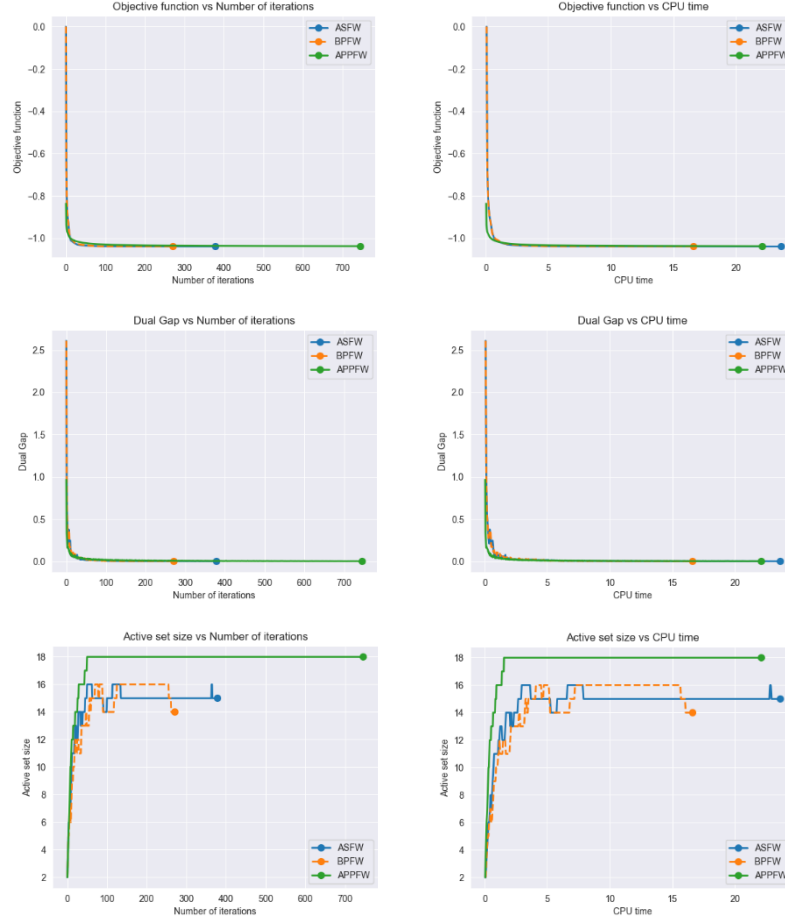 Objective function vs Number of iterations
Objective function
0.0
−0.2
−0.4
−0.6
−0.8
−1.0
ASFW
BPFW
APPFW
0 100 200 300 400 500 600 700
Number of iterations
Objective function vs CPU time
Objective function
0.0
−0.2
−0.4
−0.6
−0.8
−1.0
ASFW
BPFW
APPFW
0 5 10 15 20
CPU time
Dual Gap vs Number of iterations
Dual Gap
2.5
2.0
1.5
1.0
0.5
0.0
ASFW
BPFW
APPFW
0 100 200 300 400 500 600 700
Number of iterations
Dual Gap vs CPU time
Dual Gap
2.5
2.0
1.5
1.0
0.5
0.0
ASFW
BPFW
APPFW
0 5 10 15 20
CPU time
Active set size vs Number of iterations
Active set size
18
16
14
12
10
8
6
4
2
ASFW
BPFW
APPFW
0 100 200 300 400 500 600 700
Number of iterations
Active set size vs CPU time
Active set size
18
16
14
12
10
8
6
4
2
ASFW
BPFW
APPFW
0 5 10 15 20
CPU time